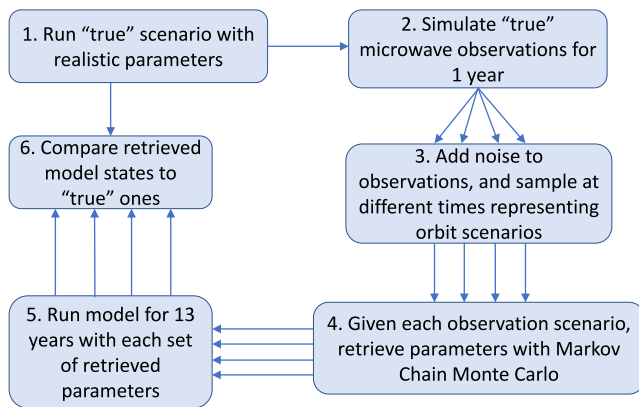 1. Run “true” scenario with
realistic parameters
2. Simulate “true”
microwave observations for
1 year
3. Add noise to
observations, and sample at
different times representing
orbit scenarios
4. Given each observation scenario,
retrieve parameters with Markov
Chain Monte Carlo
5. Run model for 13
years with each set
of retrieved
parameters
6. Compare retrieved
model states to
“true” ones